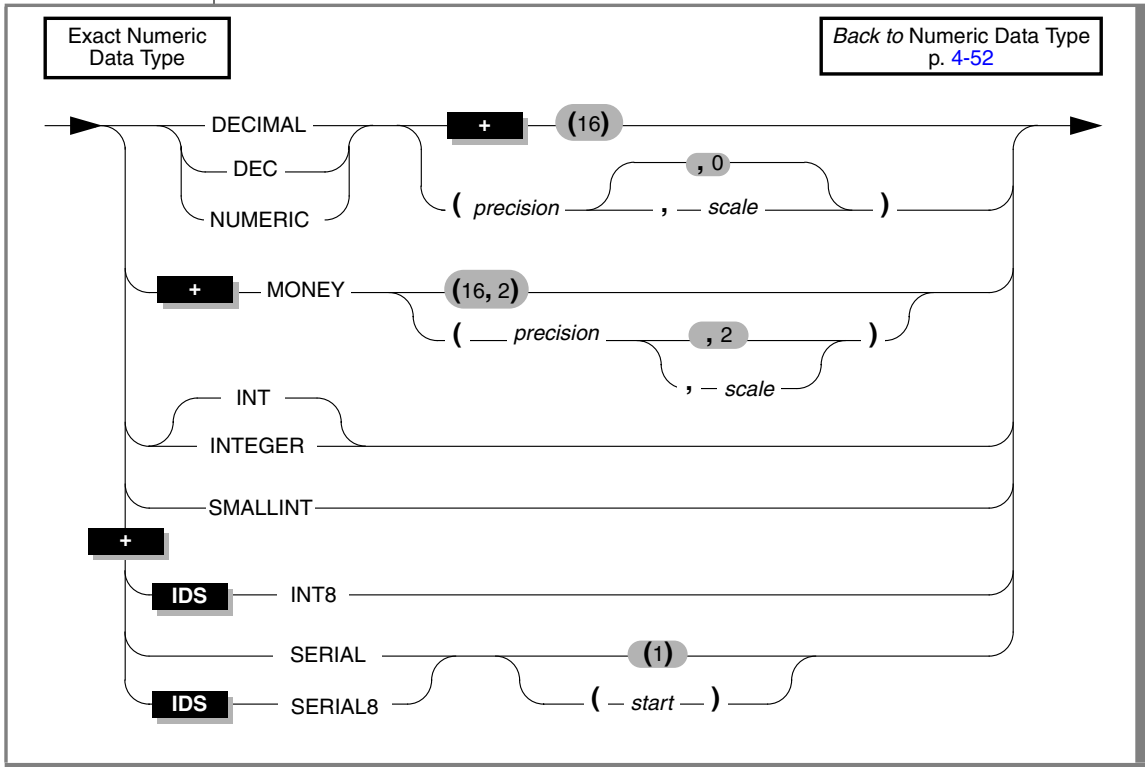 Exact Numeric
Data Type
Back to Numeric Data Type
p. 4-52
DECIMAL + (16)
DEC , 0
NUMERIC ( precision , scale )
+ MONEY (16, 2)
( precision , 2 )
, scale
INT
INTEGER
SMALLINT
+
IDS INT8
SERIAL (1)
IDS SERIAL8 ( start )